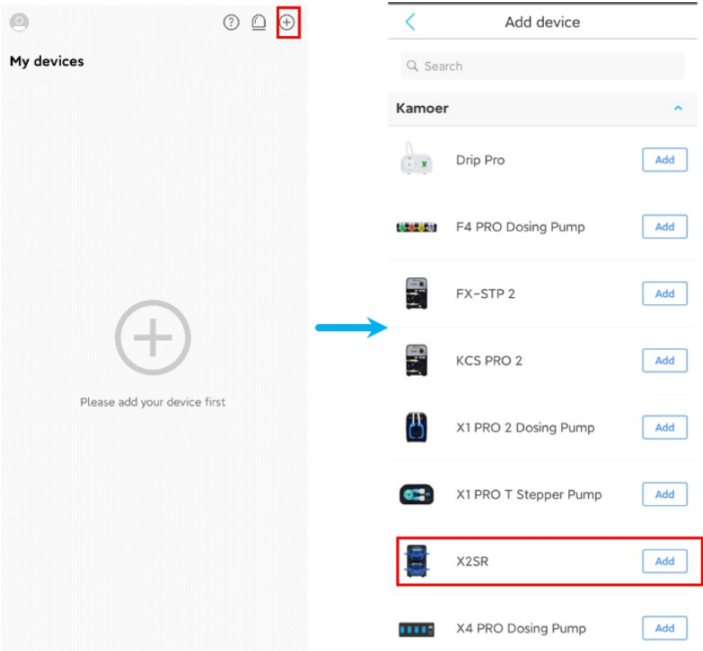 My devices
Please add your device first
Add device
Search
Kamoer
Drip Pro Add
F4 PRO Dosing Pump Add
FX-STP 2 Add
KCS PRO 2 Add
X1 PRO 2 Dosing Pump Add
X1 PRO T Stepper Pump Add
X2SR Add
X4 PRO Dosing Pump Add